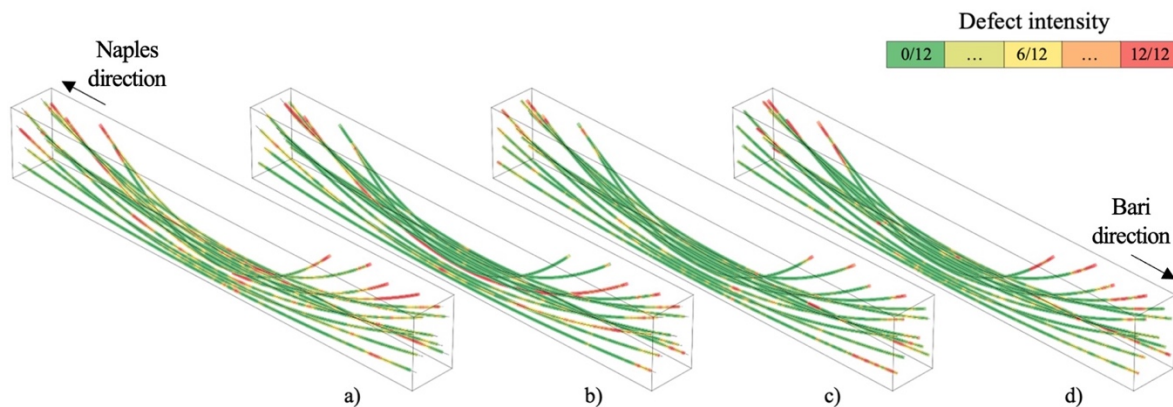 Defect intensity
0/12 … 6/12 … 12/12
Naples
direction
Bari
direction
a) b) c) d)